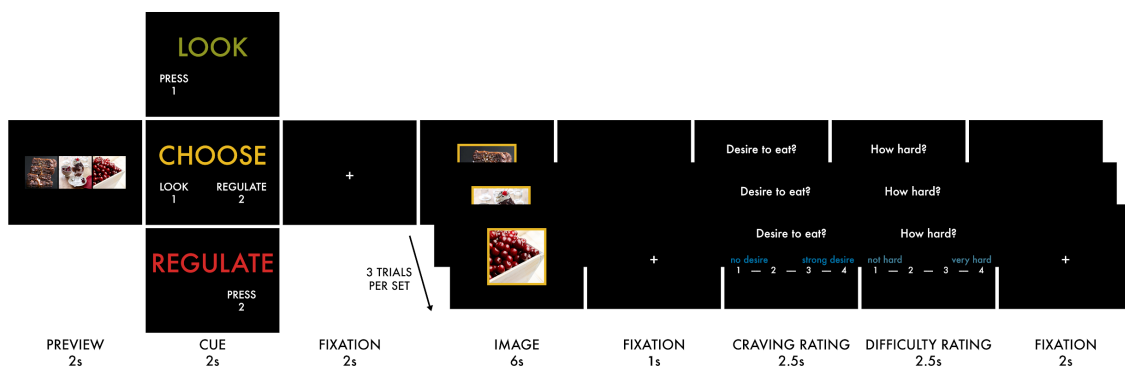 LOOK
PRESS
1
CHOOSE
LOOK REGULATE
1 2
REGULATE
PRESS
2
+
3 TRIALS
PER SET
Desire to eat?
How hard?
Desire to eat?
How hard?
Desire to eat?
How hard?
+
no desire strong desire
1 — 2 — 3 — 4
not hard very hard
1 — 2 — 3 — 4
+
PREVIEW
2s
CUE
2s
FIXATION
2s
IMAGE
6s
FIXATION
1s
CRAVING RATING
2.5s
DIFFICULTY RATING
2.5s
FIXATION
2s